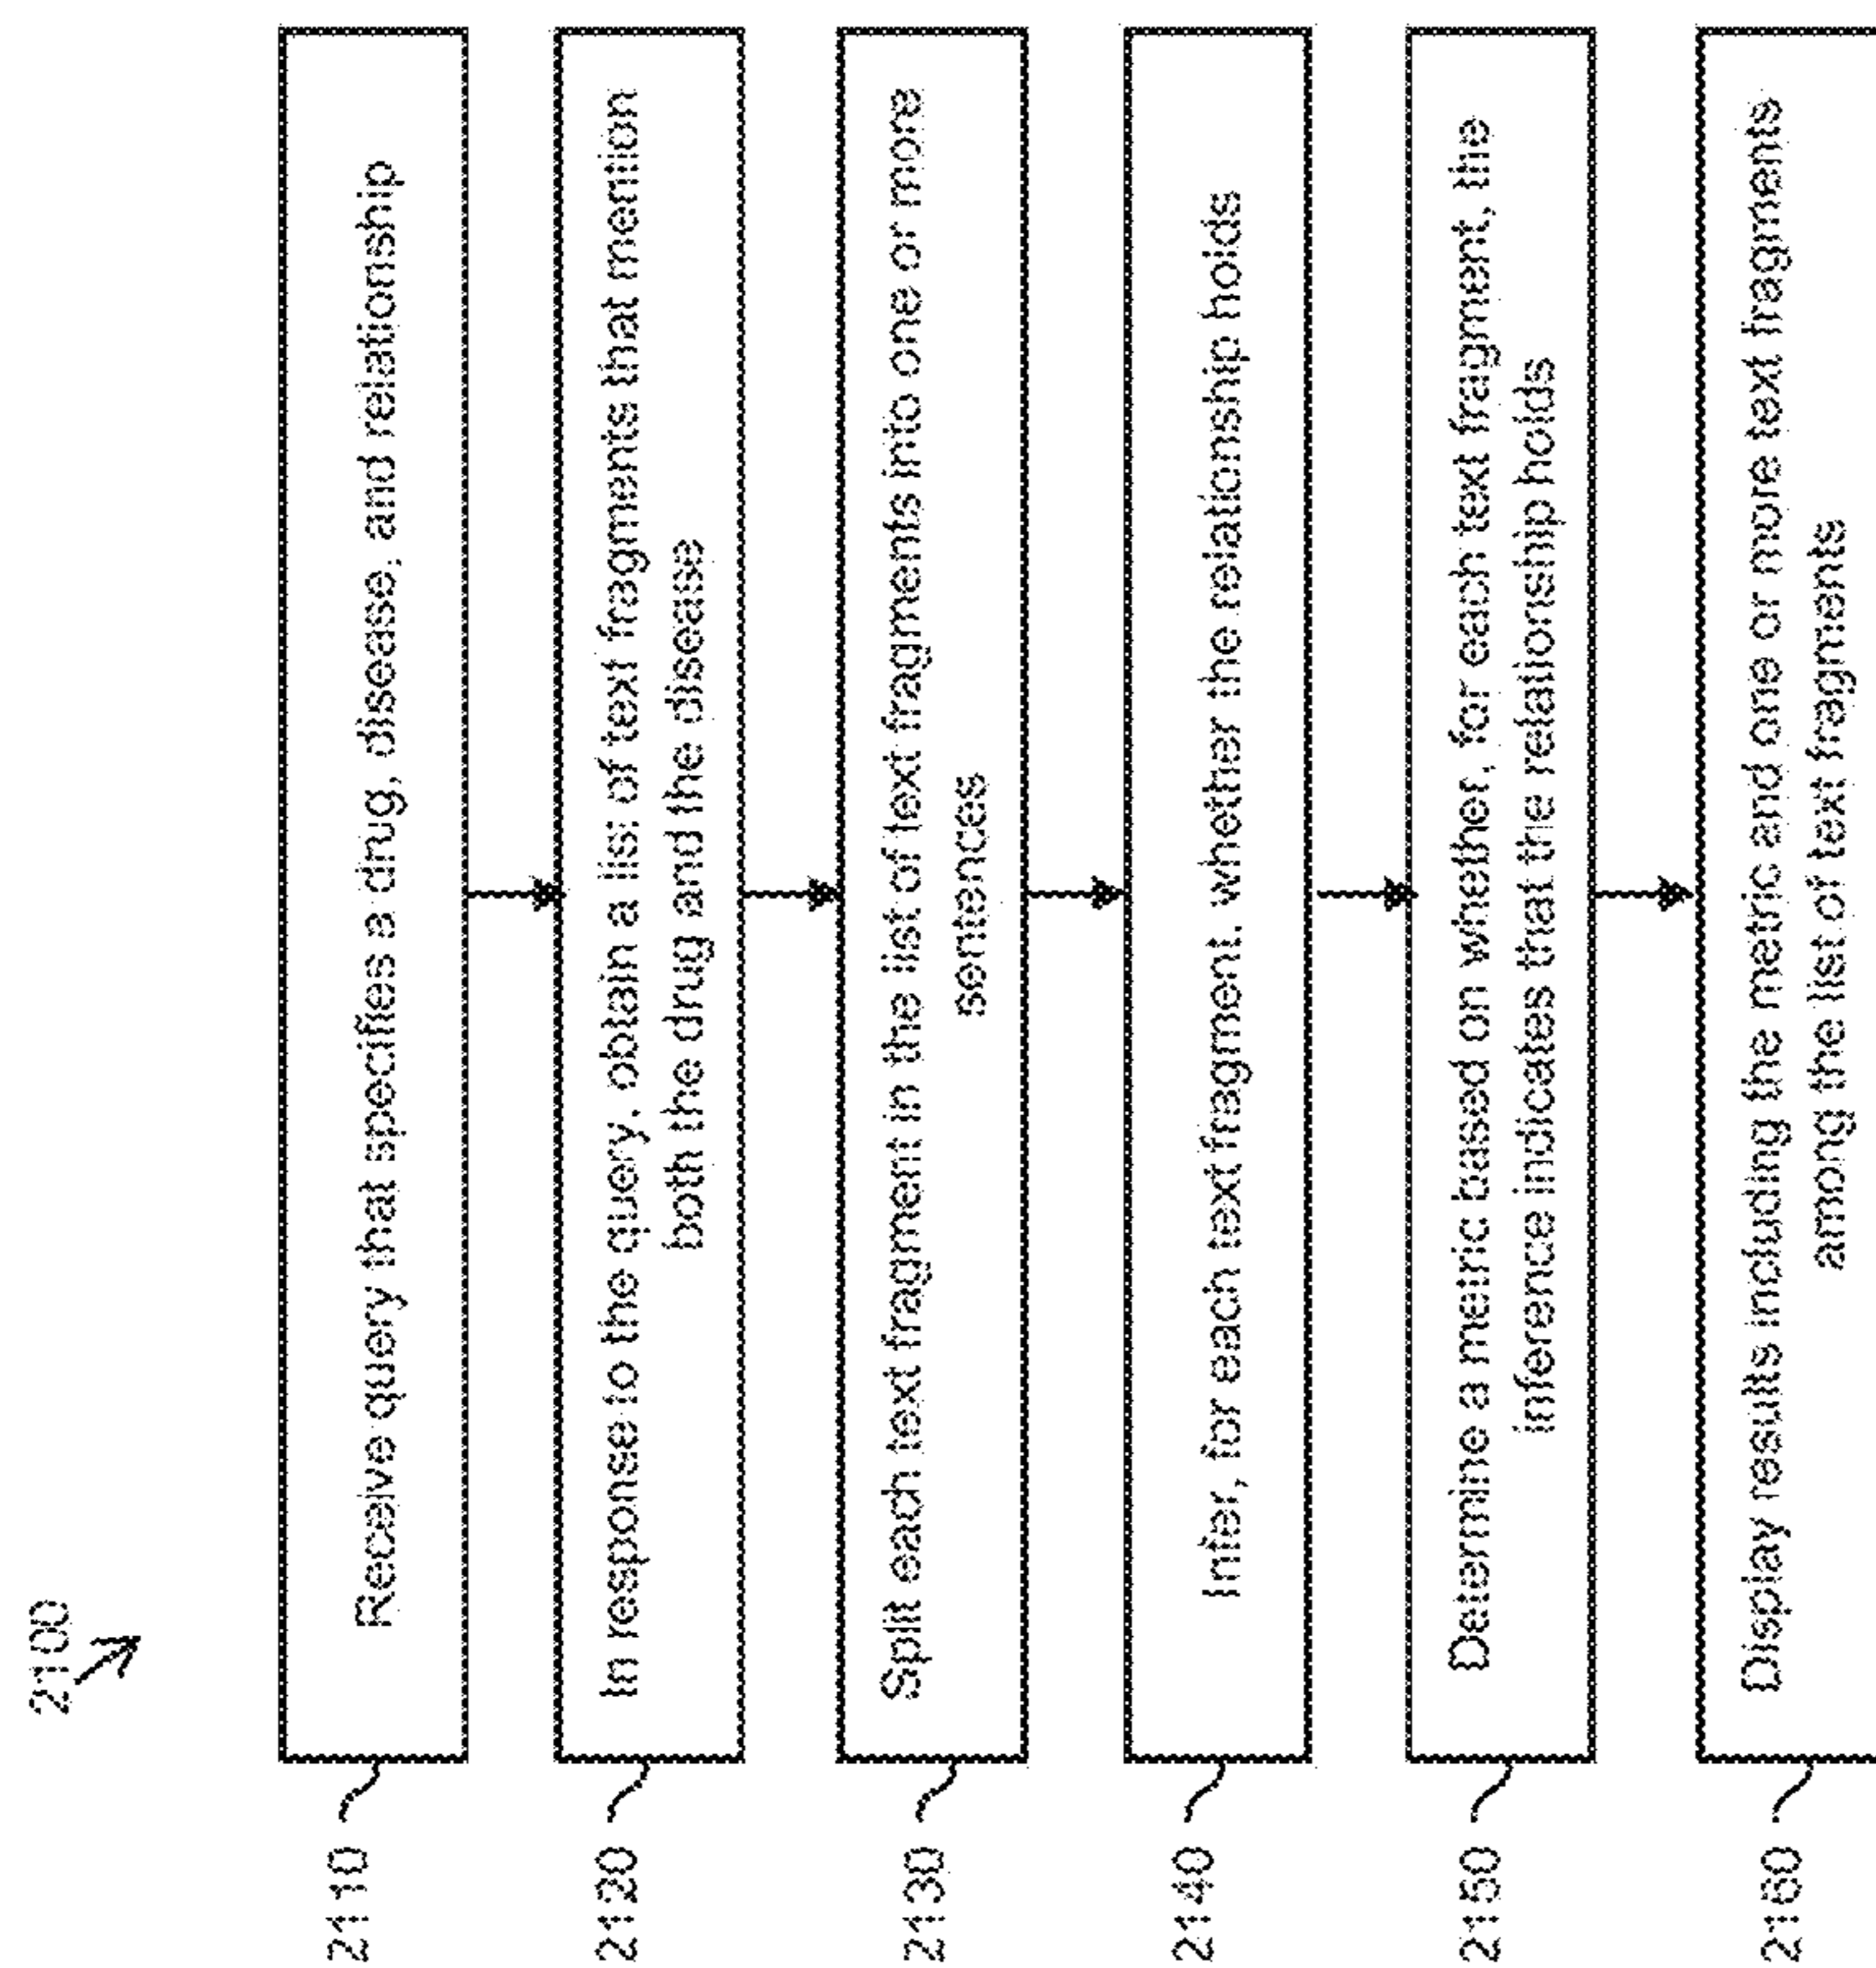 2100
2110
Receive query that specifies a drug, disease, and relationship
2120
In response to the query, obtain a list of text fragments that mention
both the drug and the disease
2130
Split each text fragment in the list of text fragments into one or more
sentences
2140
Infer, for each text fragment, whether the relationship holds
2150
Determine a metric based on whether, for each text fragment, the
inference indicates that the relationship holds
2160
Display results including the metric and one or more text fragments
among the list of text fragments